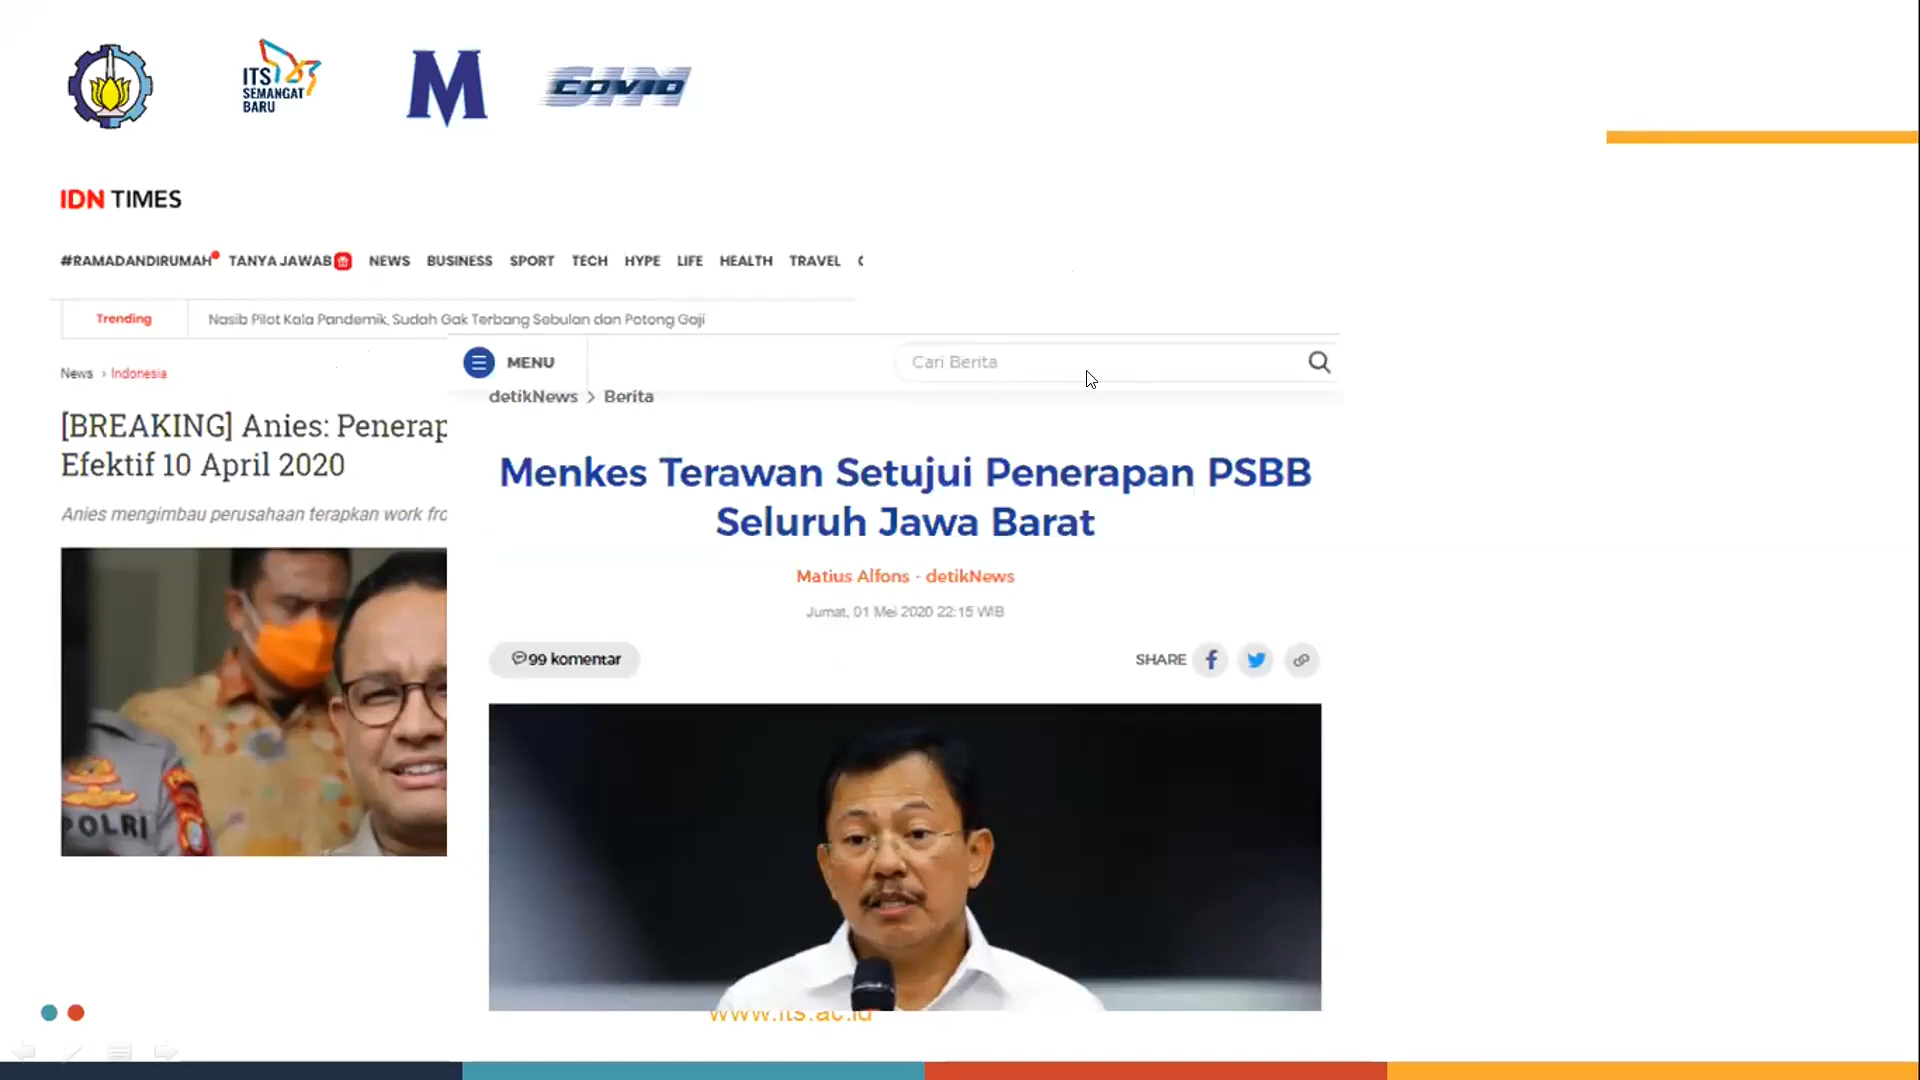 ITS
SEMANGAT
BARU
M
COVID
IDN TIMES
#RAMADANDIRUMAH TANYA JAWAB NEWS BUSINESS SPORT TECH HYPE LIFE HEALTH TRAVEL
Trending Nasib Pilot Kala Pandemik, Sudah Gak Terbang Sebulan dan Potong Gaji
News › Indonesia
[BREAKING] Anies: Penerap
Efektif 10 April 2020
Anies mengimbau perusahaan terapkan work fro
POLRI
MENU Cari Berita
detikNews > Berita
Menkes Terawan Setujui Penerapan PSBB
Seluruh Jawa Barat
Matius Alfons - detikNews
Jumat, 01 Mei 2020 22:15 WIB
99 komentar SHARE
www.its.ac.id